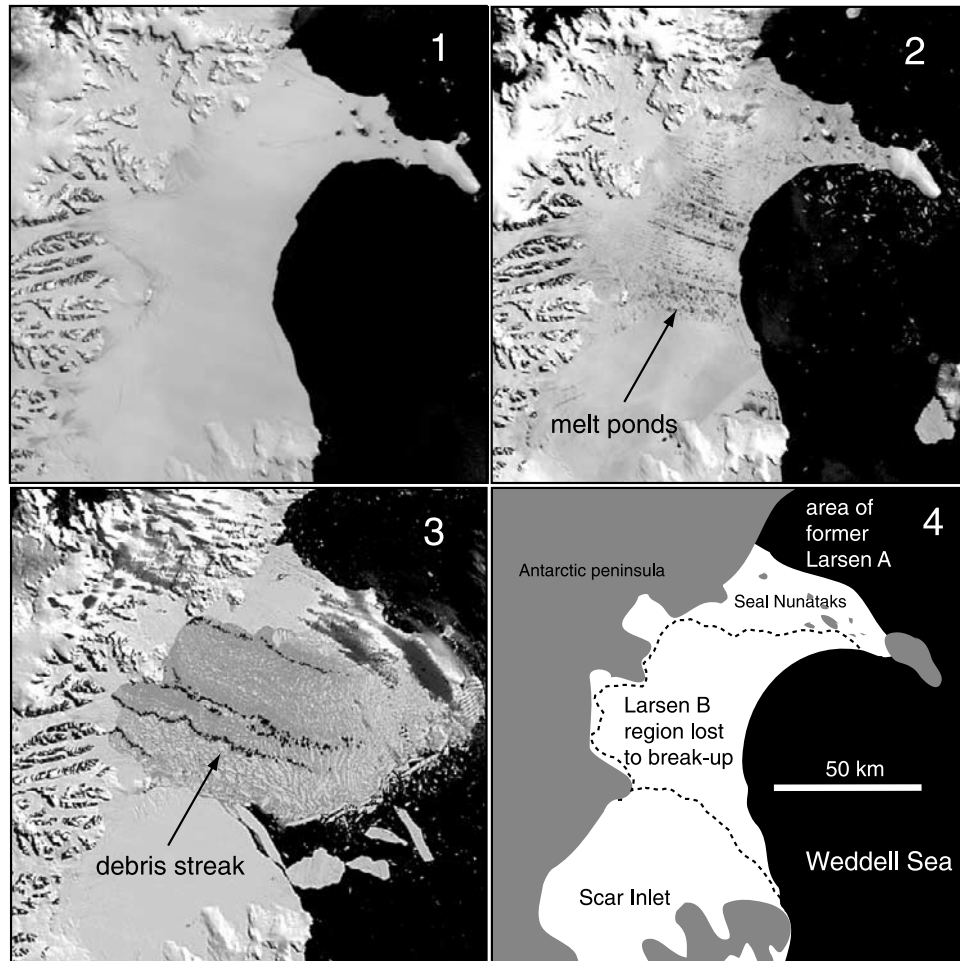 1
2
melt ponds
3
debris streak
4
area of
former
Larsen A
Antarctic peninsula
Seal Nunataks
Larsen B
region lost
to break-up
50 km
Weddell Sea
Scar Inlet